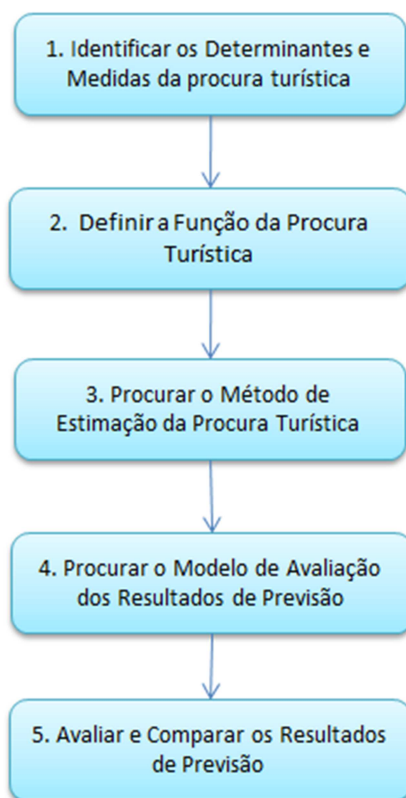 1. Identificar os Determinantes e
Medidas da procura turística
2. Definir a Função da Procura
Turística
3. Procurar o Método de
Estimação da Procura Turística
4. Procurar o Modelo de Avaliação
dos Resultados de Previsão
5. Avaliar e Comparar os Resultados
de Previsão